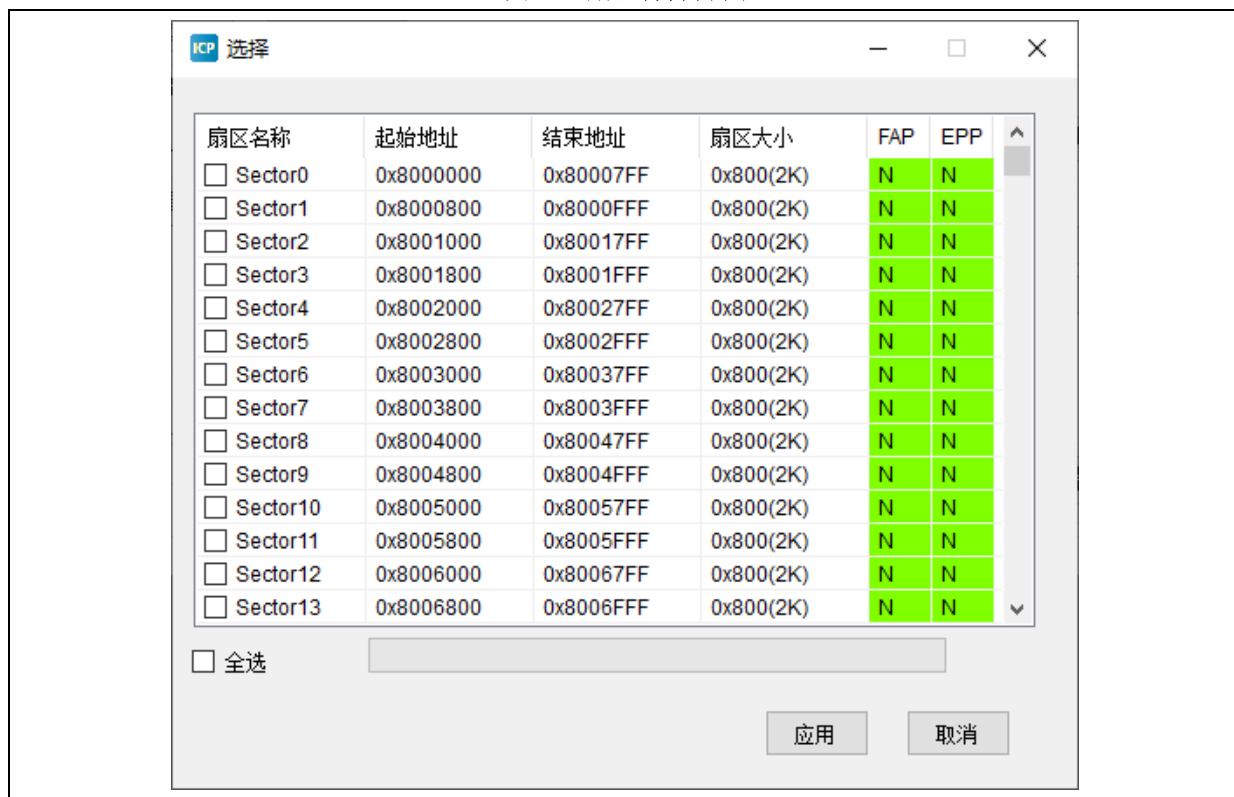 ICP 选择
扇区名称 起始地址 结束地址 扇区大小 FAP EPP
Sector0 0x8000000 0x80007FF 0x800(2K) N N
Sector1 0x8000800 0x8000FFF 0x800(2K) N N
Sector2 0x8001000 0x80017FF 0x800(2K) N N
Sector3 0x8001800 0x8001FFF 0x800(2K) N N
Sector4 0x8002000 0x80027FF 0x800(2K) N N
Sector5 0x8002800 0x8002FFF 0x800(2K) N N
Sector6 0x8003000 0x80037FF 0x800(2K) N N
Sector7 0x8003800 0x8003FFF 0x800(2K) N N
Sector8 0x8004000 0x80047FF 0x800(2K) N N
Sector9 0x8004800 0x8004FFF 0x800(2K) N N
Sector10 0x8005000 0x80057FF 0x800(2K) N N
Sector11 0x8005800 0x8005FFF 0x800(2K) N N
Sector12 0x8006000 0x80067FF 0x800(2K) N N
Sector13 0x8006800 0x8006FFF 0x800(2K) N N
全选
应用 取消